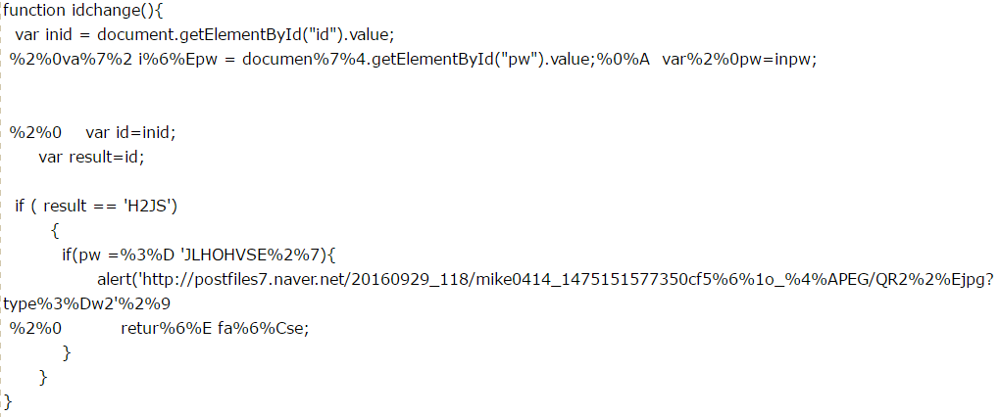 function idchange(){
var inid = document.getElementById("id").value;
%2%0va%7%2 i%6%Epw = documen%7%4.getElementById("pw").value;%0%A var%2%0pw=inpw;
%2%0 var id=inid;
var result=id;
if ( result == 'H2JS')
{
if(pw =%3%D 'JLHOHVSE%2%7){
alert('http://postfiles7.naver.net/20160929_118/mike0414_1475151577350cf5%6%1o_%4%APEG/QR2%2%Ejpg?
type%3%Dw2'%2%9
%2%0 retur%6%E fa%6%Cse;
}
}
}